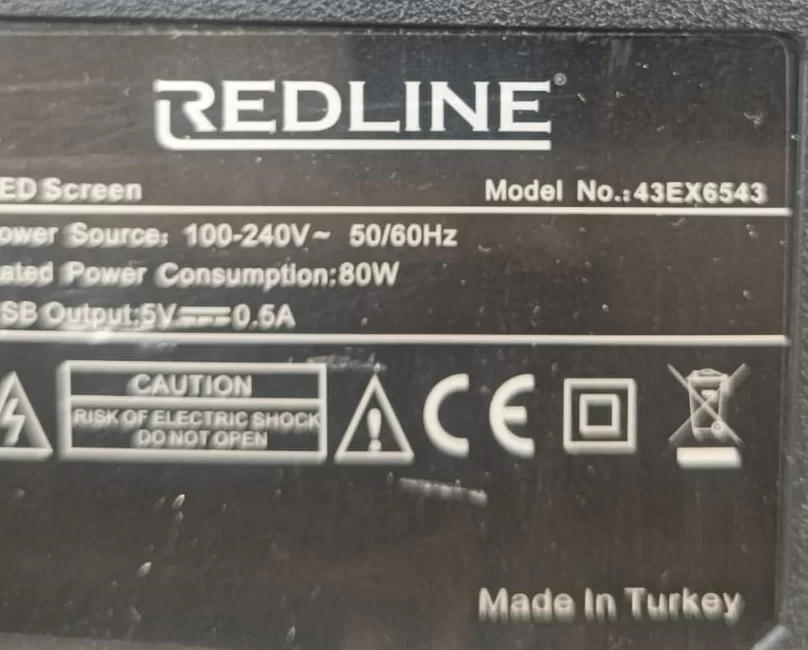 REDLINE®
ED Screen
Model No.:43EX6543
ower Source: 100-240V~ 50/60Hz
ated Power Consumption:80W
SB Output:5V⎓0.5A
CAUTION
RISK OF ELECTRIC SHOCK
DO NOT OPEN
CE
Made In Turkey